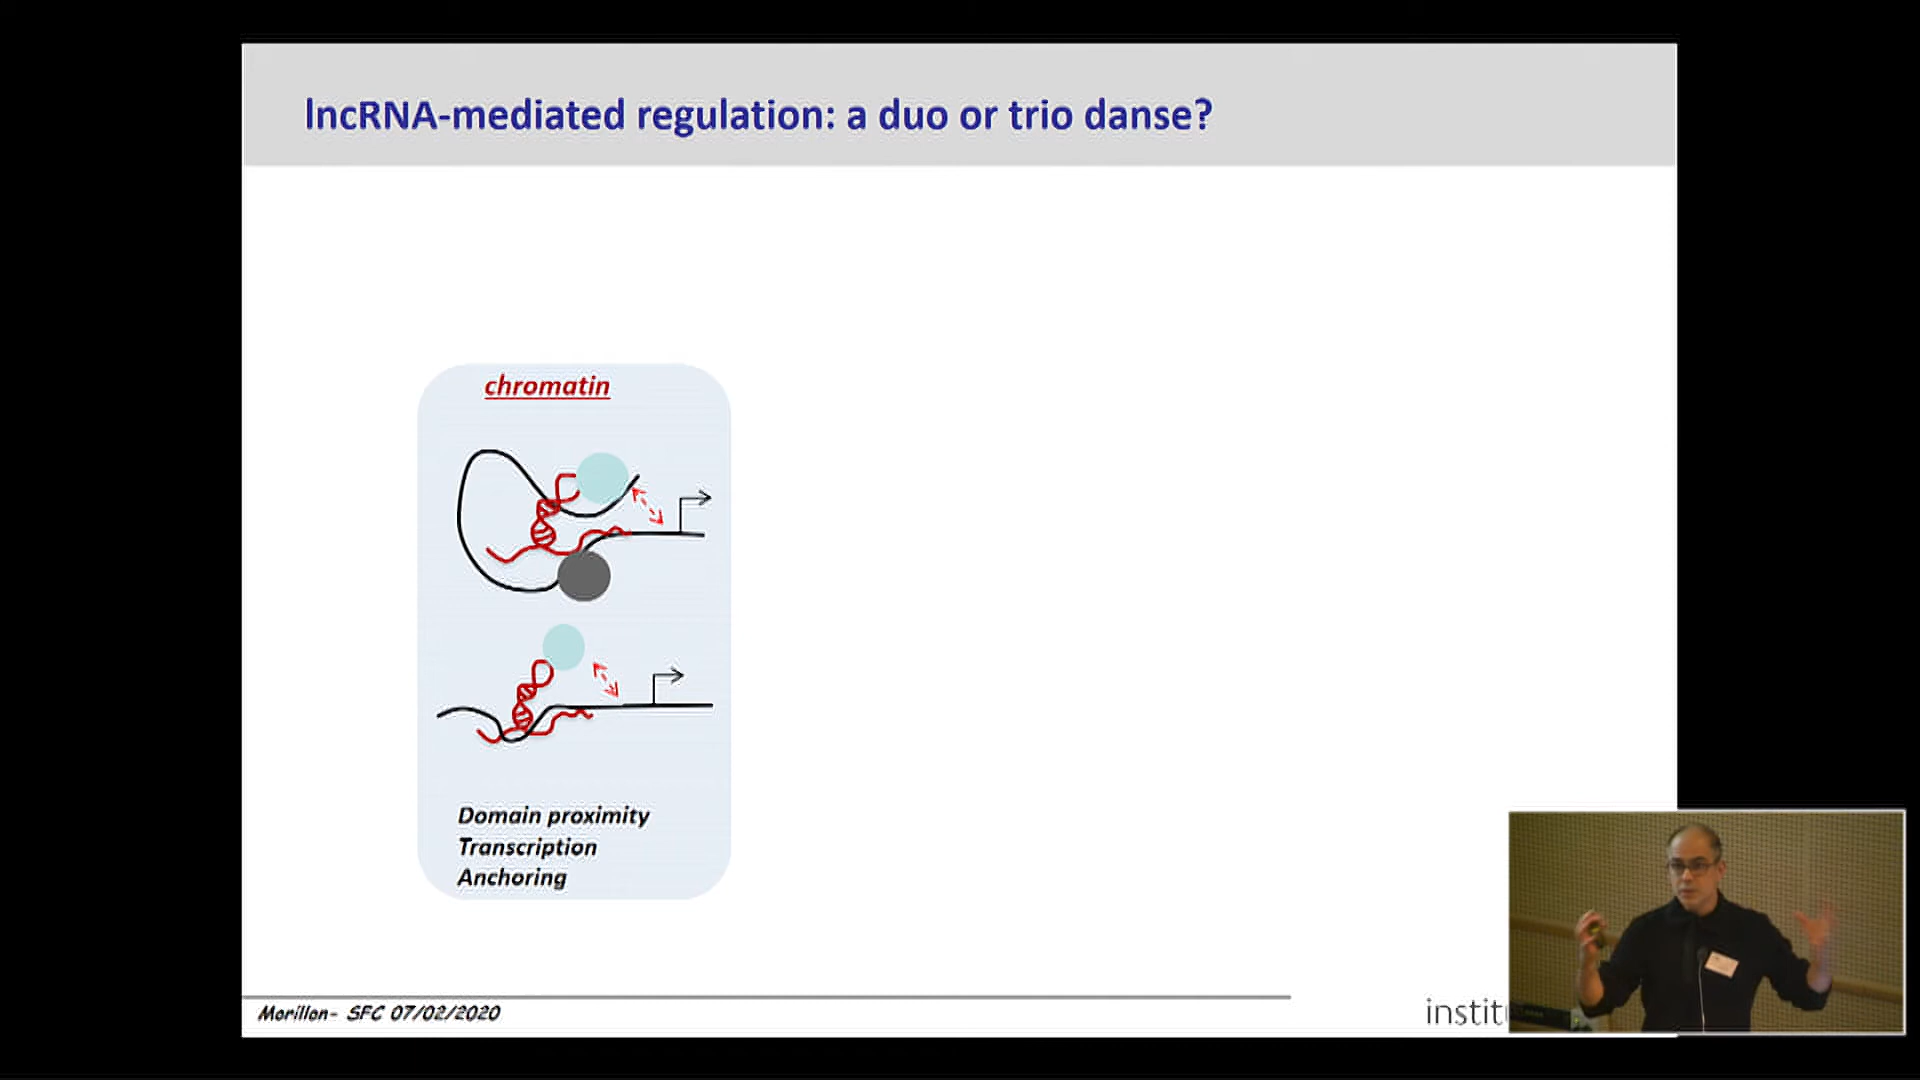 lncRNA-mediated regulation: a duo or trio danse?
chromatin
Domain proximity
Transcription
Anchoring
Morillon- SFC 07/02/2020
instit